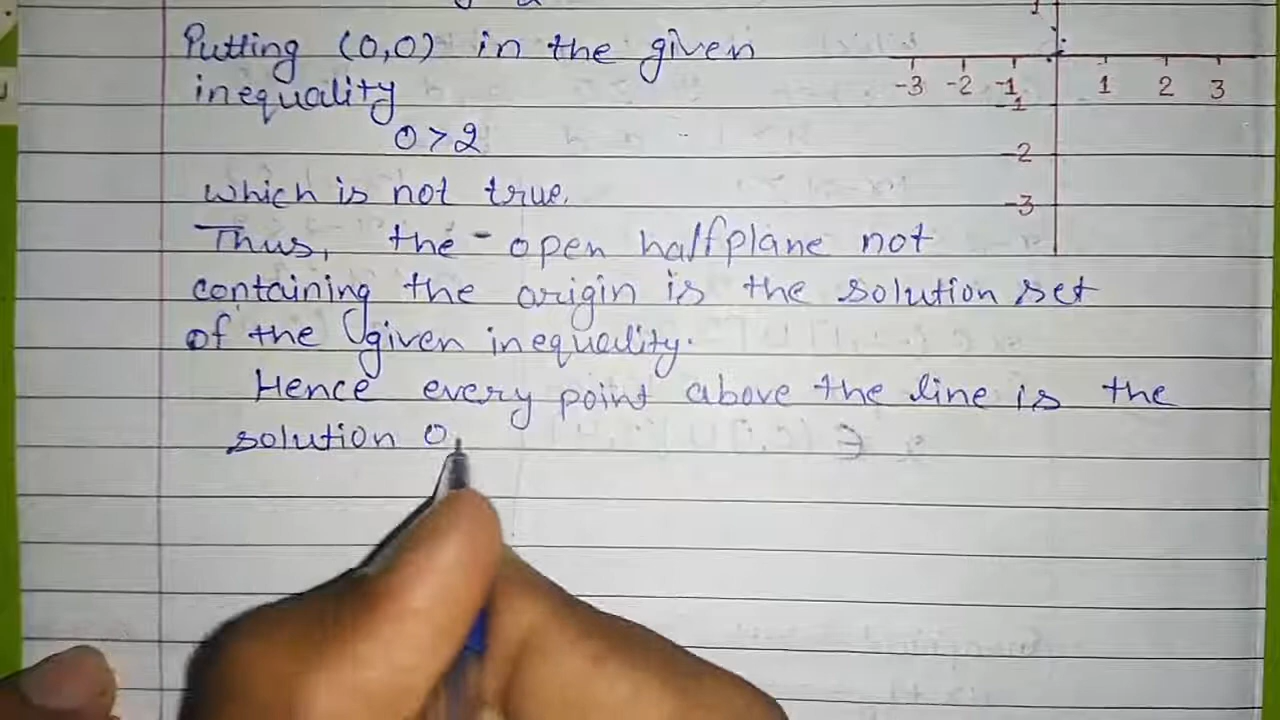 Putting (0,0) in the given
inequality
0 > 2
which is not true.
Thus, the open halfplane not
containing the origin is the solution set
of the given inequality.
Hence every point above the line is the
solution o
1
-3 -2 -1 1 2 3
-1
-2
-3